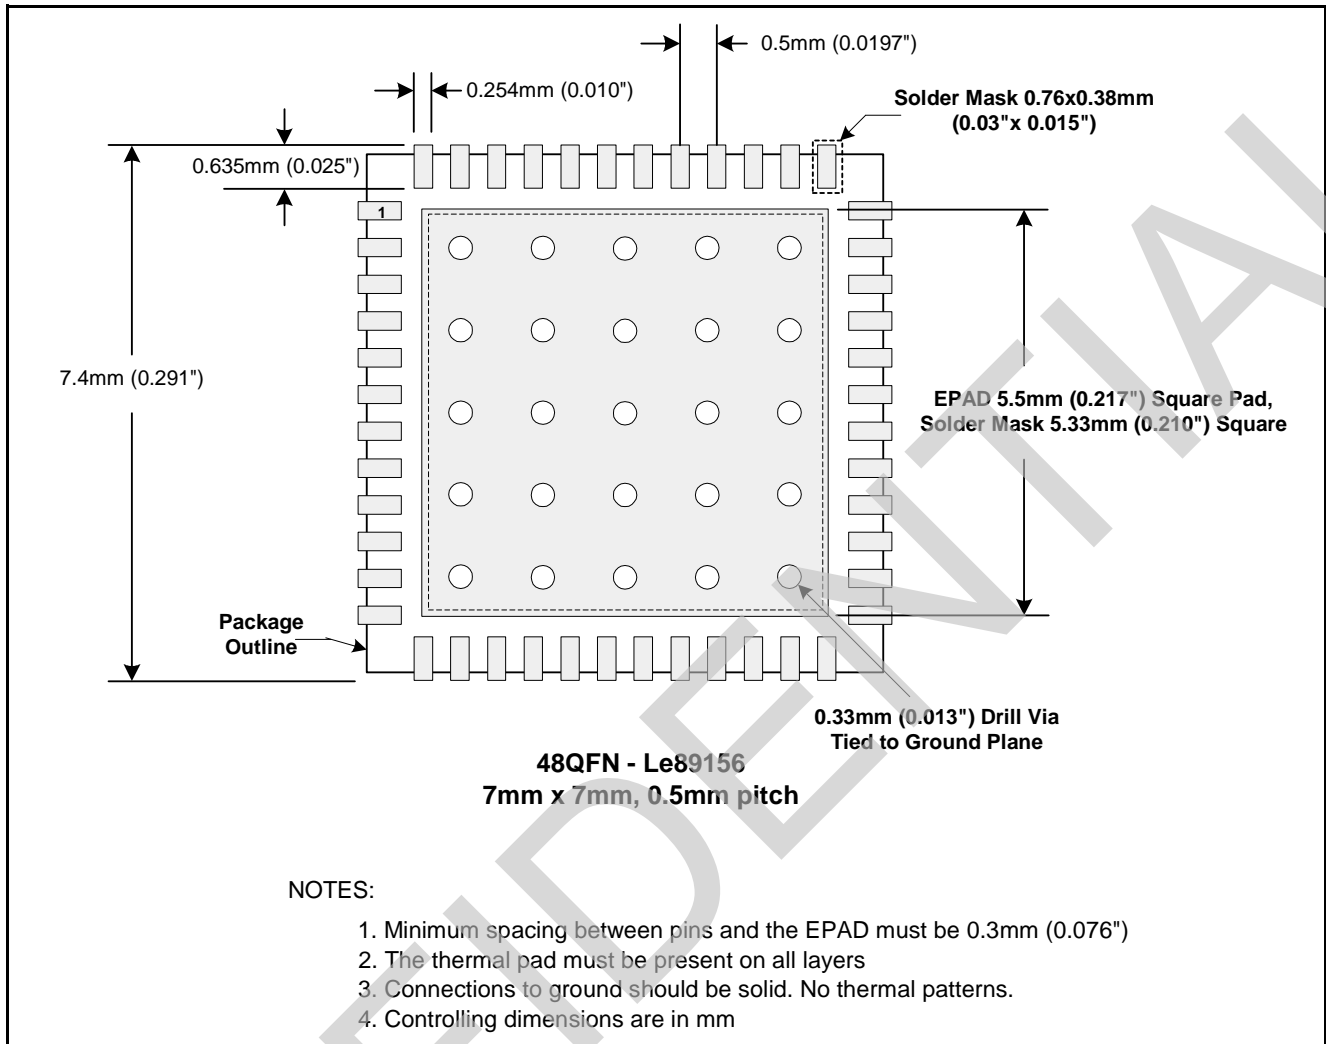 0.5mm (0.0197")
0.254mm (0.010")
Solder Mask 0.76x0.38mm
(0.03"x 0.015")
0.635mm (0.025")
1
7.4mm (0.291")
EPAD 5.5mm (0.217") Square Pad,
Solder Mask 5.33mm (0.210") Square
Package
Outline
0.33mm (0.013") Drill Via
Tied to Ground Plane
48QFN - Le89156
7mm x 7mm, 0.5mm pitch
NOTES:
1. Minimum spacing between pins and the EPAD must be 0.3mm (0.076")
2. The thermal pad must be present on all layers
3. Connections to ground should be solid. No thermal patterns.
4. Controlling dimensions are in mm
FIDENTIAL